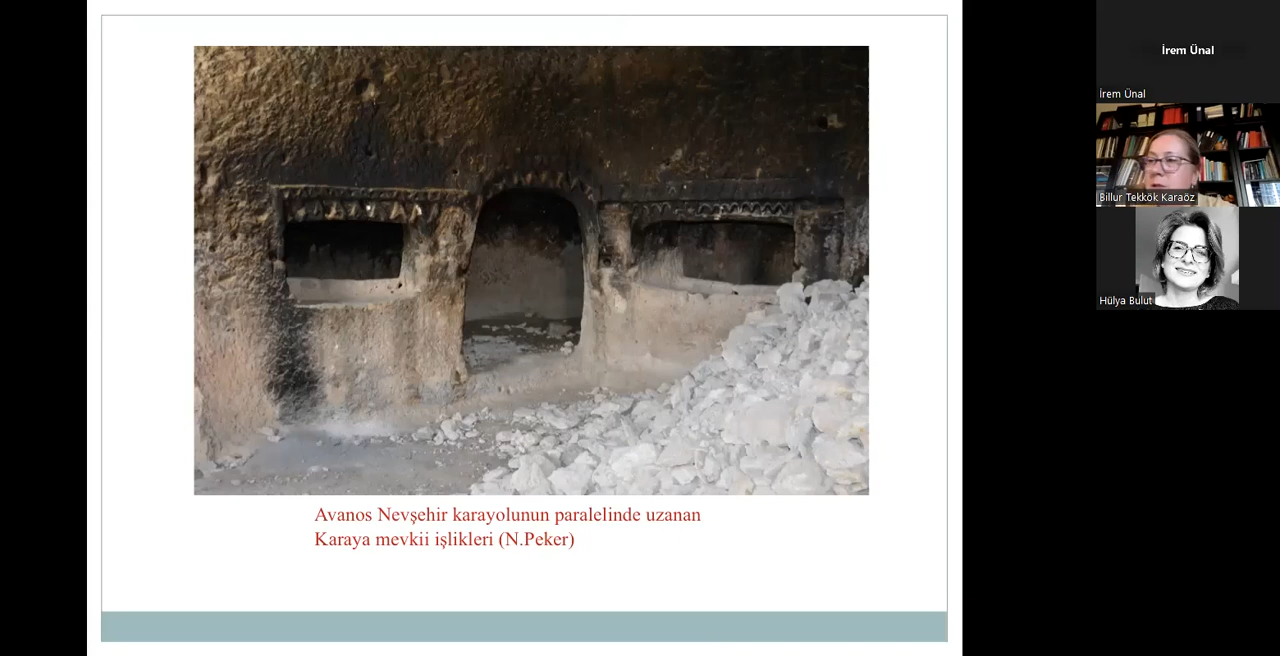 Avanos Nevşehir karayolunun paralelinde uzanan
Karaya mevkii işlikleri (N.Peker)
İrem Ünal
İrem Ünal
Billur Tekkök Karaöz
Hülya Bulut